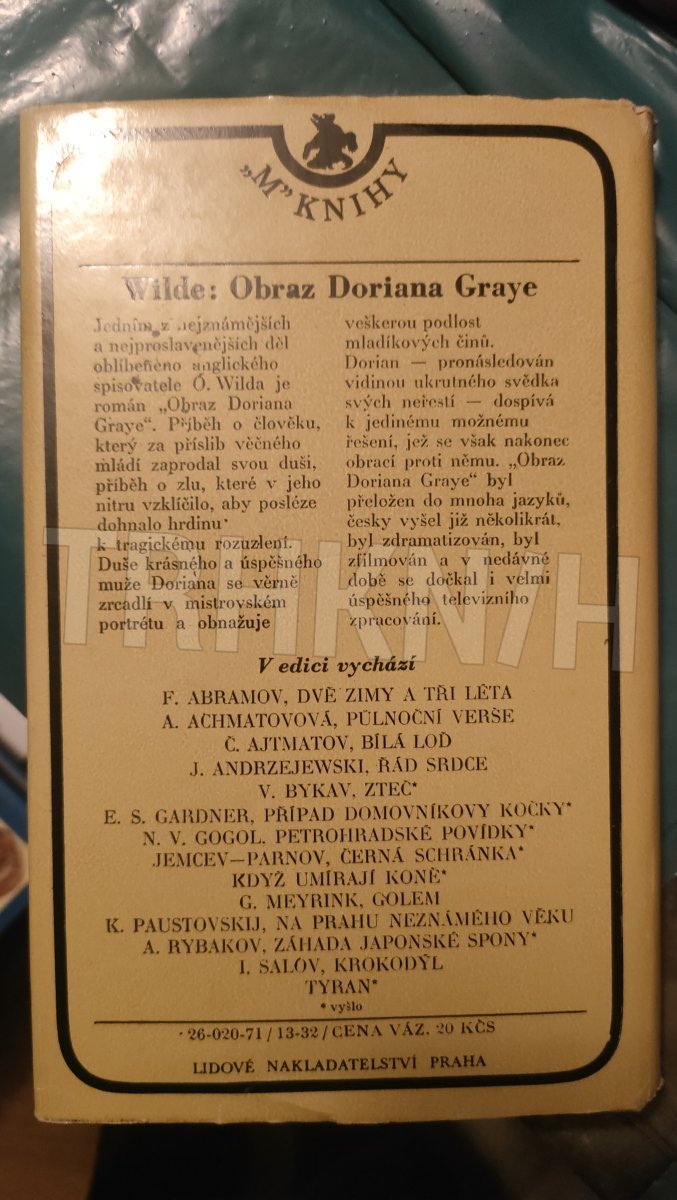 „M” KNIHY
Wilde: Obraz Doriana Graye
Jedním z nejznámějších
a nejproslavenějších děl
oblíbeného anglického
spisovatele O. Wilda je
román „Obraz Doriana
Graye“. Příběh o člověku,
který za příslib věčného
mládí zaprodal svou duši,
příběh o zlu, které v jeho
nitru vzklíčilo, aby posléze
dohnalo hrdinu
k tragickému rozuzlení.
Duše krásného a úspěšného
muže Doriana se věrně
zrcadlí v mistrovském
portrétu a obnažuje
veškerou podlost
mladíkových činů.
Dorian — pronásledován
vidinou ukrutného svědka
svých neřestí — dospívá
k jedinému možnému
řešení, jež se však nakonec
obrací proti němu. „Obraz
Doriana Graye“ byl
přeložen do mnoha jazyků,
česky vyšel již několikrát,
byl zdramatizován, byl
zfilmován a v nedávné
době se dočkal i velmi
úspěšného televizního
zpracování.
TRHKNIH
V edici vychází
F. ABRAMOV, DVĚ ZIMY A TŘI LÉTA
A. ACHMATOVOVÁ, PŮLNOČNÍ VERŠE
Č. AJTMATOV, BÍLÁ LOĎ
J. ANDRZEJEWSKI, ŘÁD SRDCE
V. BYKAV, ZTEČ*
E. S. GARDNER, PŘÍPAD DOMOVNÍKOVY KOČKY*
N. V. GOGOL. PETROHRADSKÉ POVÍDKY*
JEMCEV—PARNOV, ČERNÁ SCHRÁNKA*
KDYŽ UMÍRAJÍ KONĚ*
G. MEYRINK, GOLEM
K. PAUSTOVSKIJ, NA PRAHU NEZNÁMÉHO VĚKU
A. RYBAKOV, ZÁHADA JAPONSKÉ SPONY*
I. SALOV, KROKODÝL
TYRAN*
* vyšlo
26-020-71 / 13-32 / CENA VÁZ. 20 KČS
LIDOVÉ NAKLADATELSTVÍ PRAHA